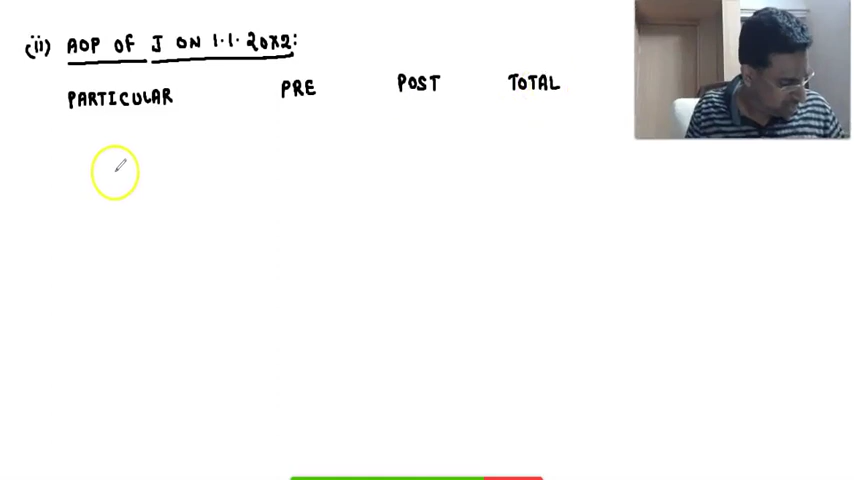 (ii) AOP OF J ON 1.1.20X2:
PARTICULAR PRE POST TOTAL